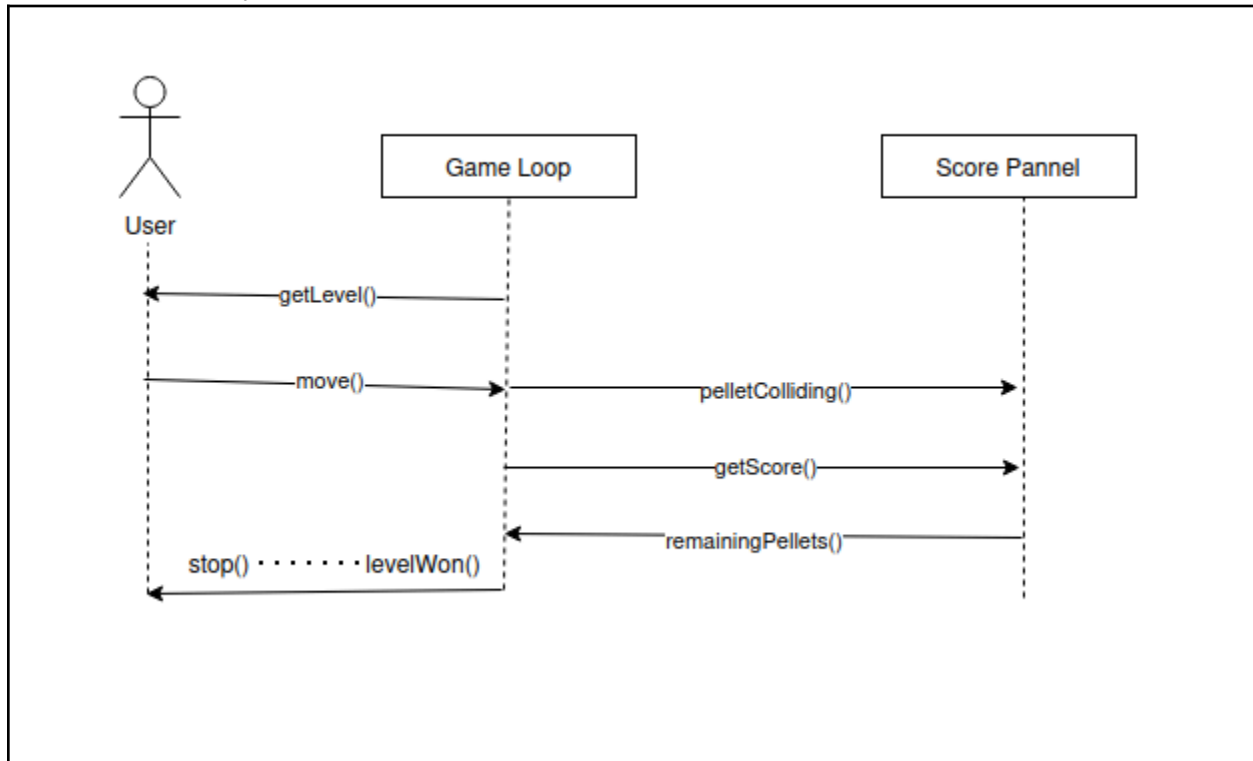 Game Loop
Score Pannel
User
getLevel()
move()
pelletColliding()
getScore()
remainingPellets()
stop() ······· levelWon()